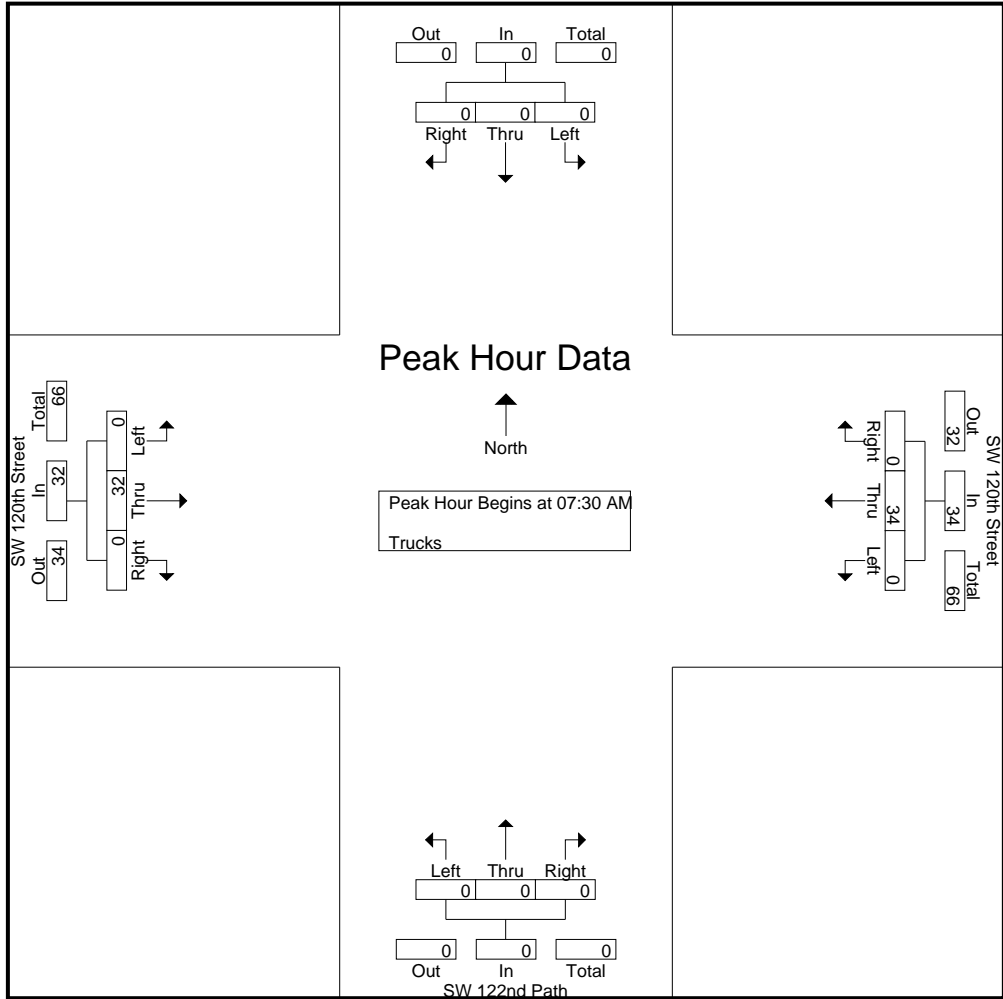 Out In Total
0 0 0
0 0 0
Right Thru Left
Peak Hour Data
North
Peak Hour Begins at 07:30 AM
Trucks
SW 120th Street
Total In Out
66 32 34
0 32 0
Left Thru Right
SW 120th Street
Out In Total
32 34 66
0 34 0
Right Thru Left
Left Thru Right
0 0 0
0 0 0
Out In Total
SW 122nd Path